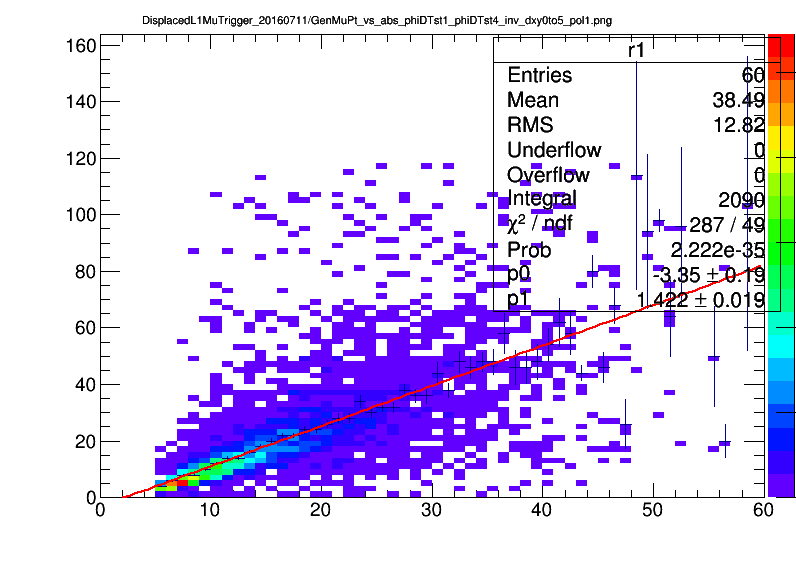 DisplacedL1MuTrigger_20160711/GenMuPt_vs_abs_phiDTst1_phiDTst4_inv_dxy0to5_pol1.png
r1
Entries 60
Mean 38.49
RMS 12.82
Underflow 0
Overflow 0
Integral 2090
χ² / ndf 287 / 49
Prob 2.222e-35
p0 -3.35 ± 0.19
p1 1.422 ± 0.019
160
140
120
100
80
60
40
20
0
0 10 20 30 40 50 60